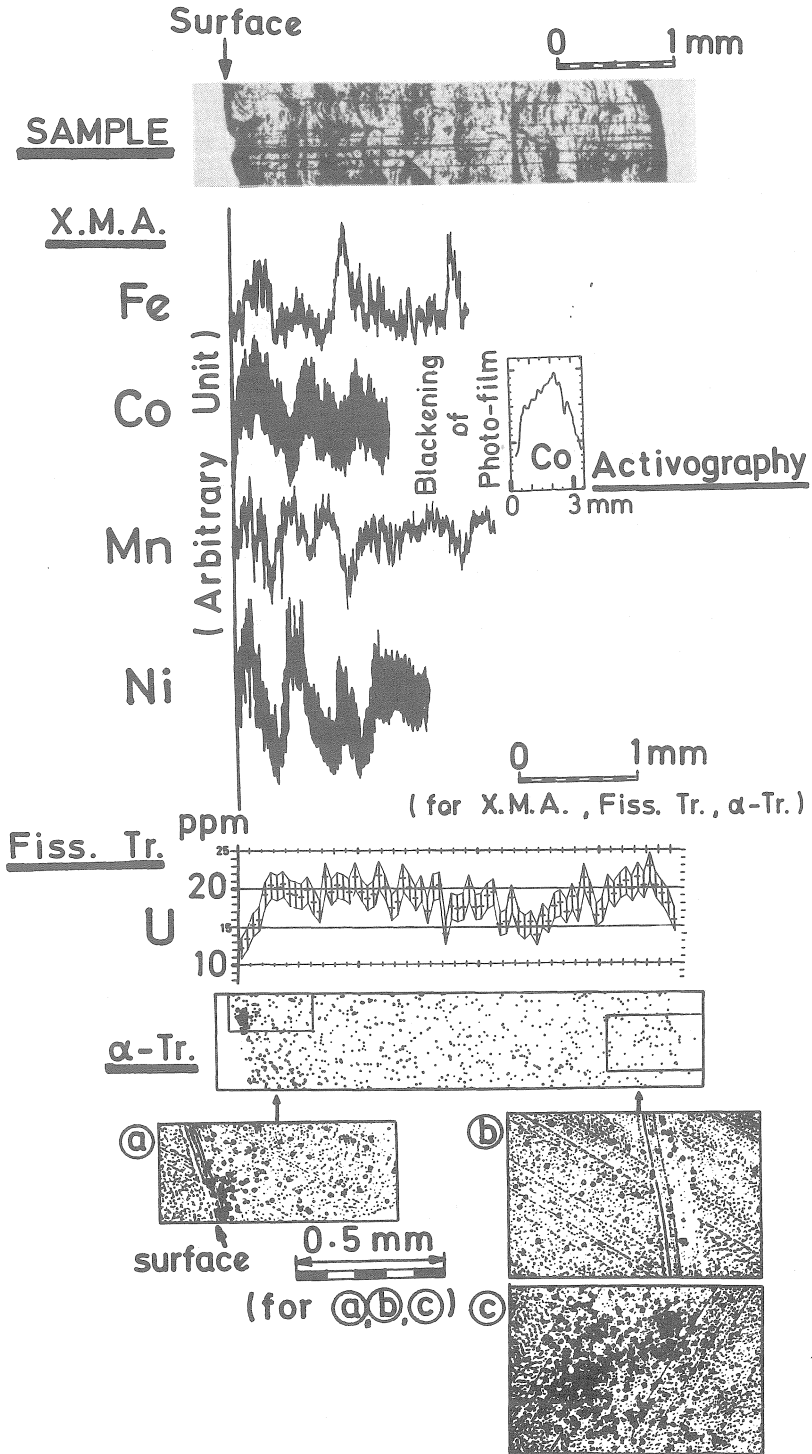 Surface
0 1mm
SAMPLE
X.M.A.
Fe
Co
Mn
Ni
(Arbitrary Unit)
Blackening
of
Photo-film
Co
0 3mm
Activography
0 1mm
(for X.M.A., Fiss. Tr., α-Tr.)
ppm
Fiss. Tr.
U
25
20
15
10
α-Tr.
ⓐ
ⓑ
surface
0.5mm
(for ⓐ,ⓑ,ⓒ)
ⓒ